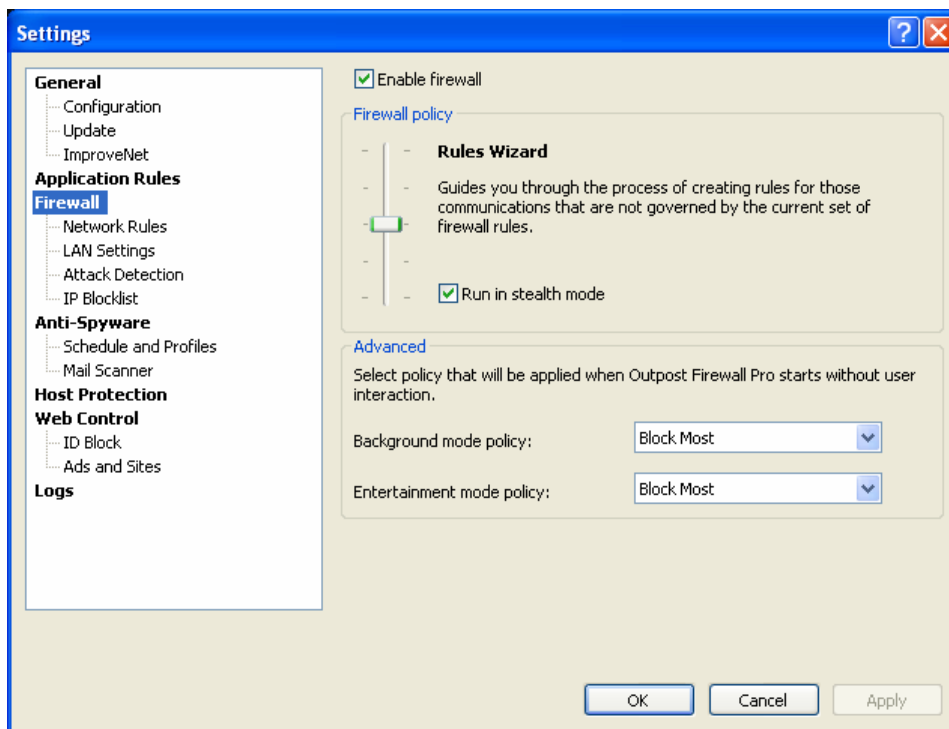 Settings
General
Configuration
Update
ImproveNet
Application Rules
Firewall
Network Rules
LAN Settings
Attack Detection
IP Blocklist
Anti-Spyware
Schedule and Profiles
Mail Scanner
Host Protection
Web Control
ID Block
Ads and Sites
Logs
Enable firewall
Firewall policy
Rules Wizard
Guides you through the process of creating rules for those
communications that are not governed by the current set of
firewall rules.
Run in stealth mode
Advanced
Select policy that will be applied when Outpost Firewall Pro starts without user
interaction.
Background mode policy: Block Most
Entertainment mode policy: Block Most
OK Cancel Apply